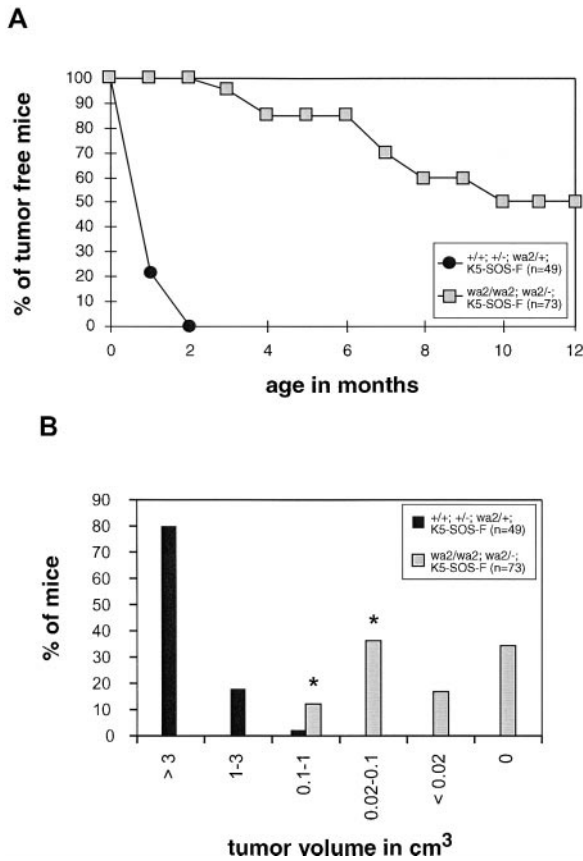 A
100
90
80
70
60
50
40
30
20
10
0
% of tumor free mice
+/+; +/-; wa2/+;
K5-SOS-F (n=49)
wa2/wa2; wa2/-;
K5-SOS-F (n=73)
0 2 4 6 8 10 12
age in months
B
90
80
70
60
50
40
30
20
10
0
% of mice
+/+; +/-; wa2/+;
K5-SOS-F (n=49)
wa2/wa2; wa2/-;
K5-SOS-F (n=73)
*
*
> 3
1-3
0.1-1
0.02-0.1
< 0.02
0
tumor volume in cm³